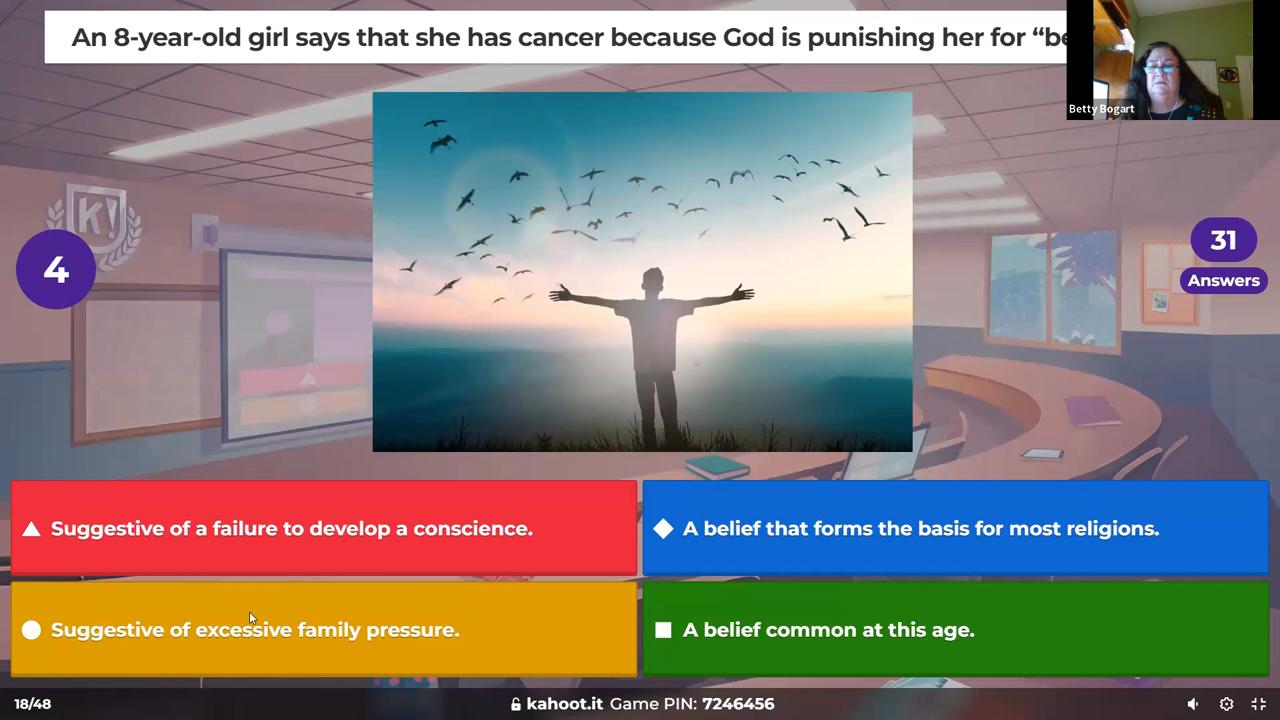 An 8-year-old girl says that she has cancer because God is punishing her for “be
Betty Bogart
K!
4
31
Answers
Suggestive of a failure to develop a conscience.
A belief that forms the basis for most religions.
Suggestive of excessive family pressure.
A belief common at this age.
18/48
kahoot.it Game PIN: 7246456